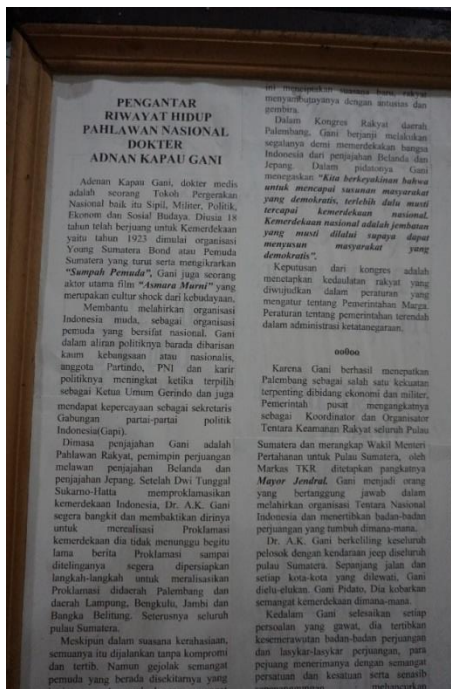 PENGANTAR
RIWAYAT HIDUP
PAHLAWAN NASIONAL
DOKTER
ADNAN KAPAU GANI
Adenan Kapau Gani, dokter medis
adalah seorang Tokoh Pergerakan
Nasional baik itu Sipil, Militer, Politik,
Ekonom dan Sosial Budaya. Diusia 18
tahun telah berjuang untuk Kemerdekaan
yaitu tahun 1923 dimulai organisasi
Young Sumatera Bond atau Pemuda
Sumatera yang turut serta mengikrarkan
"Sumpah Pemuda", Gani juga seorang
aktor utama film "Asmara Murni" yang
merupakan cultur shock dari kebudayaan.
Membantu melahirkan organisasi
Indonesia muda, sebagai organisasi
pemuda yang bersifat nasional. Gani
dalam aliran politiknya barada dibarisan
kaum kebangsaan atau nasionalis,
anggota Partindo, PNI dan karir
politiknya meningkat ketika terpilih
sebagai Ketua Umum Gerindo dan juga
mendapat kepercayaan sebagai sekretaris
Gabungan partai-partai politik
Indonesia(Gapi).
Dimasa penjajahan Gani adalah
Pahlawan Rakyat, pemimpin perjuangan
melawan penjajahan Belanda dan
penjajahan Jepang. Setelah Dwi Tunggal
Sukarno-Hatta memproklamasikan
kemerdekaan Indonesia, Dr. A.K. Gani
segera bangkit dan membaktikan dirinya
untuk merealisasi Proklamasi
kemerdekaan dia tidak menunggu begitu
lama berita Proklamasi sampai
ditelinganya segera dipersiapkan
langkah-langkah untuk meralisasikan
Proklamasi didaerah Palembang dan
daerah Lampung, Bengkulu, Jambi dan
Bangka Belitung. Seterusnya seluruh
pulau Sumatera.
Meskipun dalam suasana kerahasiaan,
semuanya itu dijalankan tanpa kompromi
dan tertib. Namun gejolak semangat
pemuda yang berada disekitarnya yang
ini menciptakan suasana baru, rakyat
menyambutnyanya dengan antusias dan
gembira.
Dalam Kongres Rakyat daerah
Palembang, Gani berjanji melakukan
segalanya demi memerdekakan bangsa
Indonesia dari penjajahan Belanda dan
Jepang. Dalam pidatonya Gani
menegaskan "Kita berkeyakinan bahwa
untuk mencapai susunan masyarakat
yang demokratis, terlebih dulu musti
tercapai kemerdekaan nasional.
Kemerdekaan nasional adalah jembatan
yang musti dilalui supaya dapat
menyusun masyarakat yang
demokratis".
Keputusan dari kongres adalah
menetapkan kedaulatan rakyat yang
diwujudkan dalam peraturan yang
mengatur tentang Pemerintahan Marga.
Peraturan tentang pemerintahan terendah
dalam administrasi ketatanegaraan.
oo0oo
Karena Gani berhasil menepatkan
Palembang sebagai salah satu kekuatan
terpenting dibidang ekonomi dan militer,
Pemerintah pusat mengangkatnya
sebagai Koordinator dan Organisator
Tentara Keamanan Rakyat seluruh Pulau
Sumatera dan merangkap Wakil Menteri
Pertahanan untuk Pulau Sumatera, oleh
Markas TKR ditetapkan pangkatnya
Mayor Jendral. Gani menjadi orang
yang bertanggung jawab dalam
melahirkan organisasi Tentara Nasional
Indonesia dan menertibkan badan-badan
perjuangan yang tumbuh dimana-mana.
Dr. A.K. Gani berkeliling keseluruh
pelosok dengan kendaraan jeep diseluruh
pulau Sumatera. Sepanjang jalan dan
setiap kota-kota yang dilewati, Gani
dielu-elukan. Gani Pidato, Dia kobarkan
semangat kemerdekaan dimana-mana.
Kedalam Gani selesaikan setiap
persoalan yang gawat, dia tertibkan
kesemerawutan badan-badan perjuangan
dan lasykar-lasykar perjuangan, para
pejuang menerimanya dengan semangat
persatuan dan kesatuan serta senasib